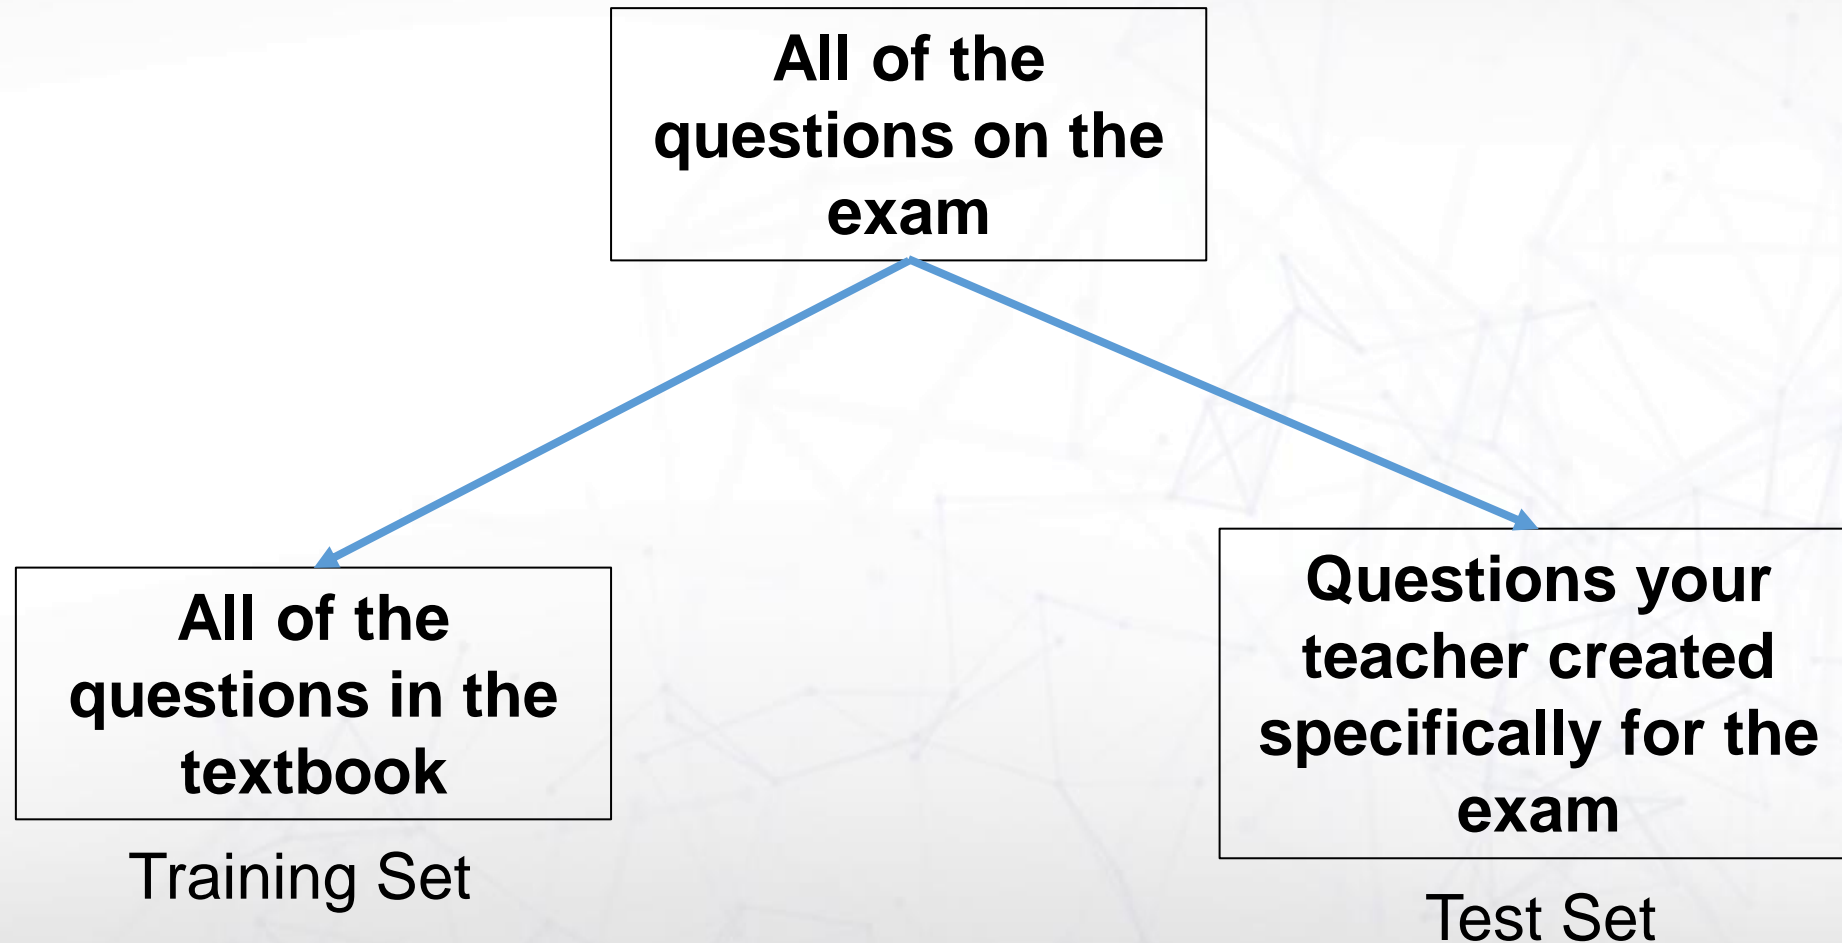 All of the
questions on the
exam
All of the
questions in the
textbook
Training Set
Questions your
teacher created
specifically for the
exam
Test Set